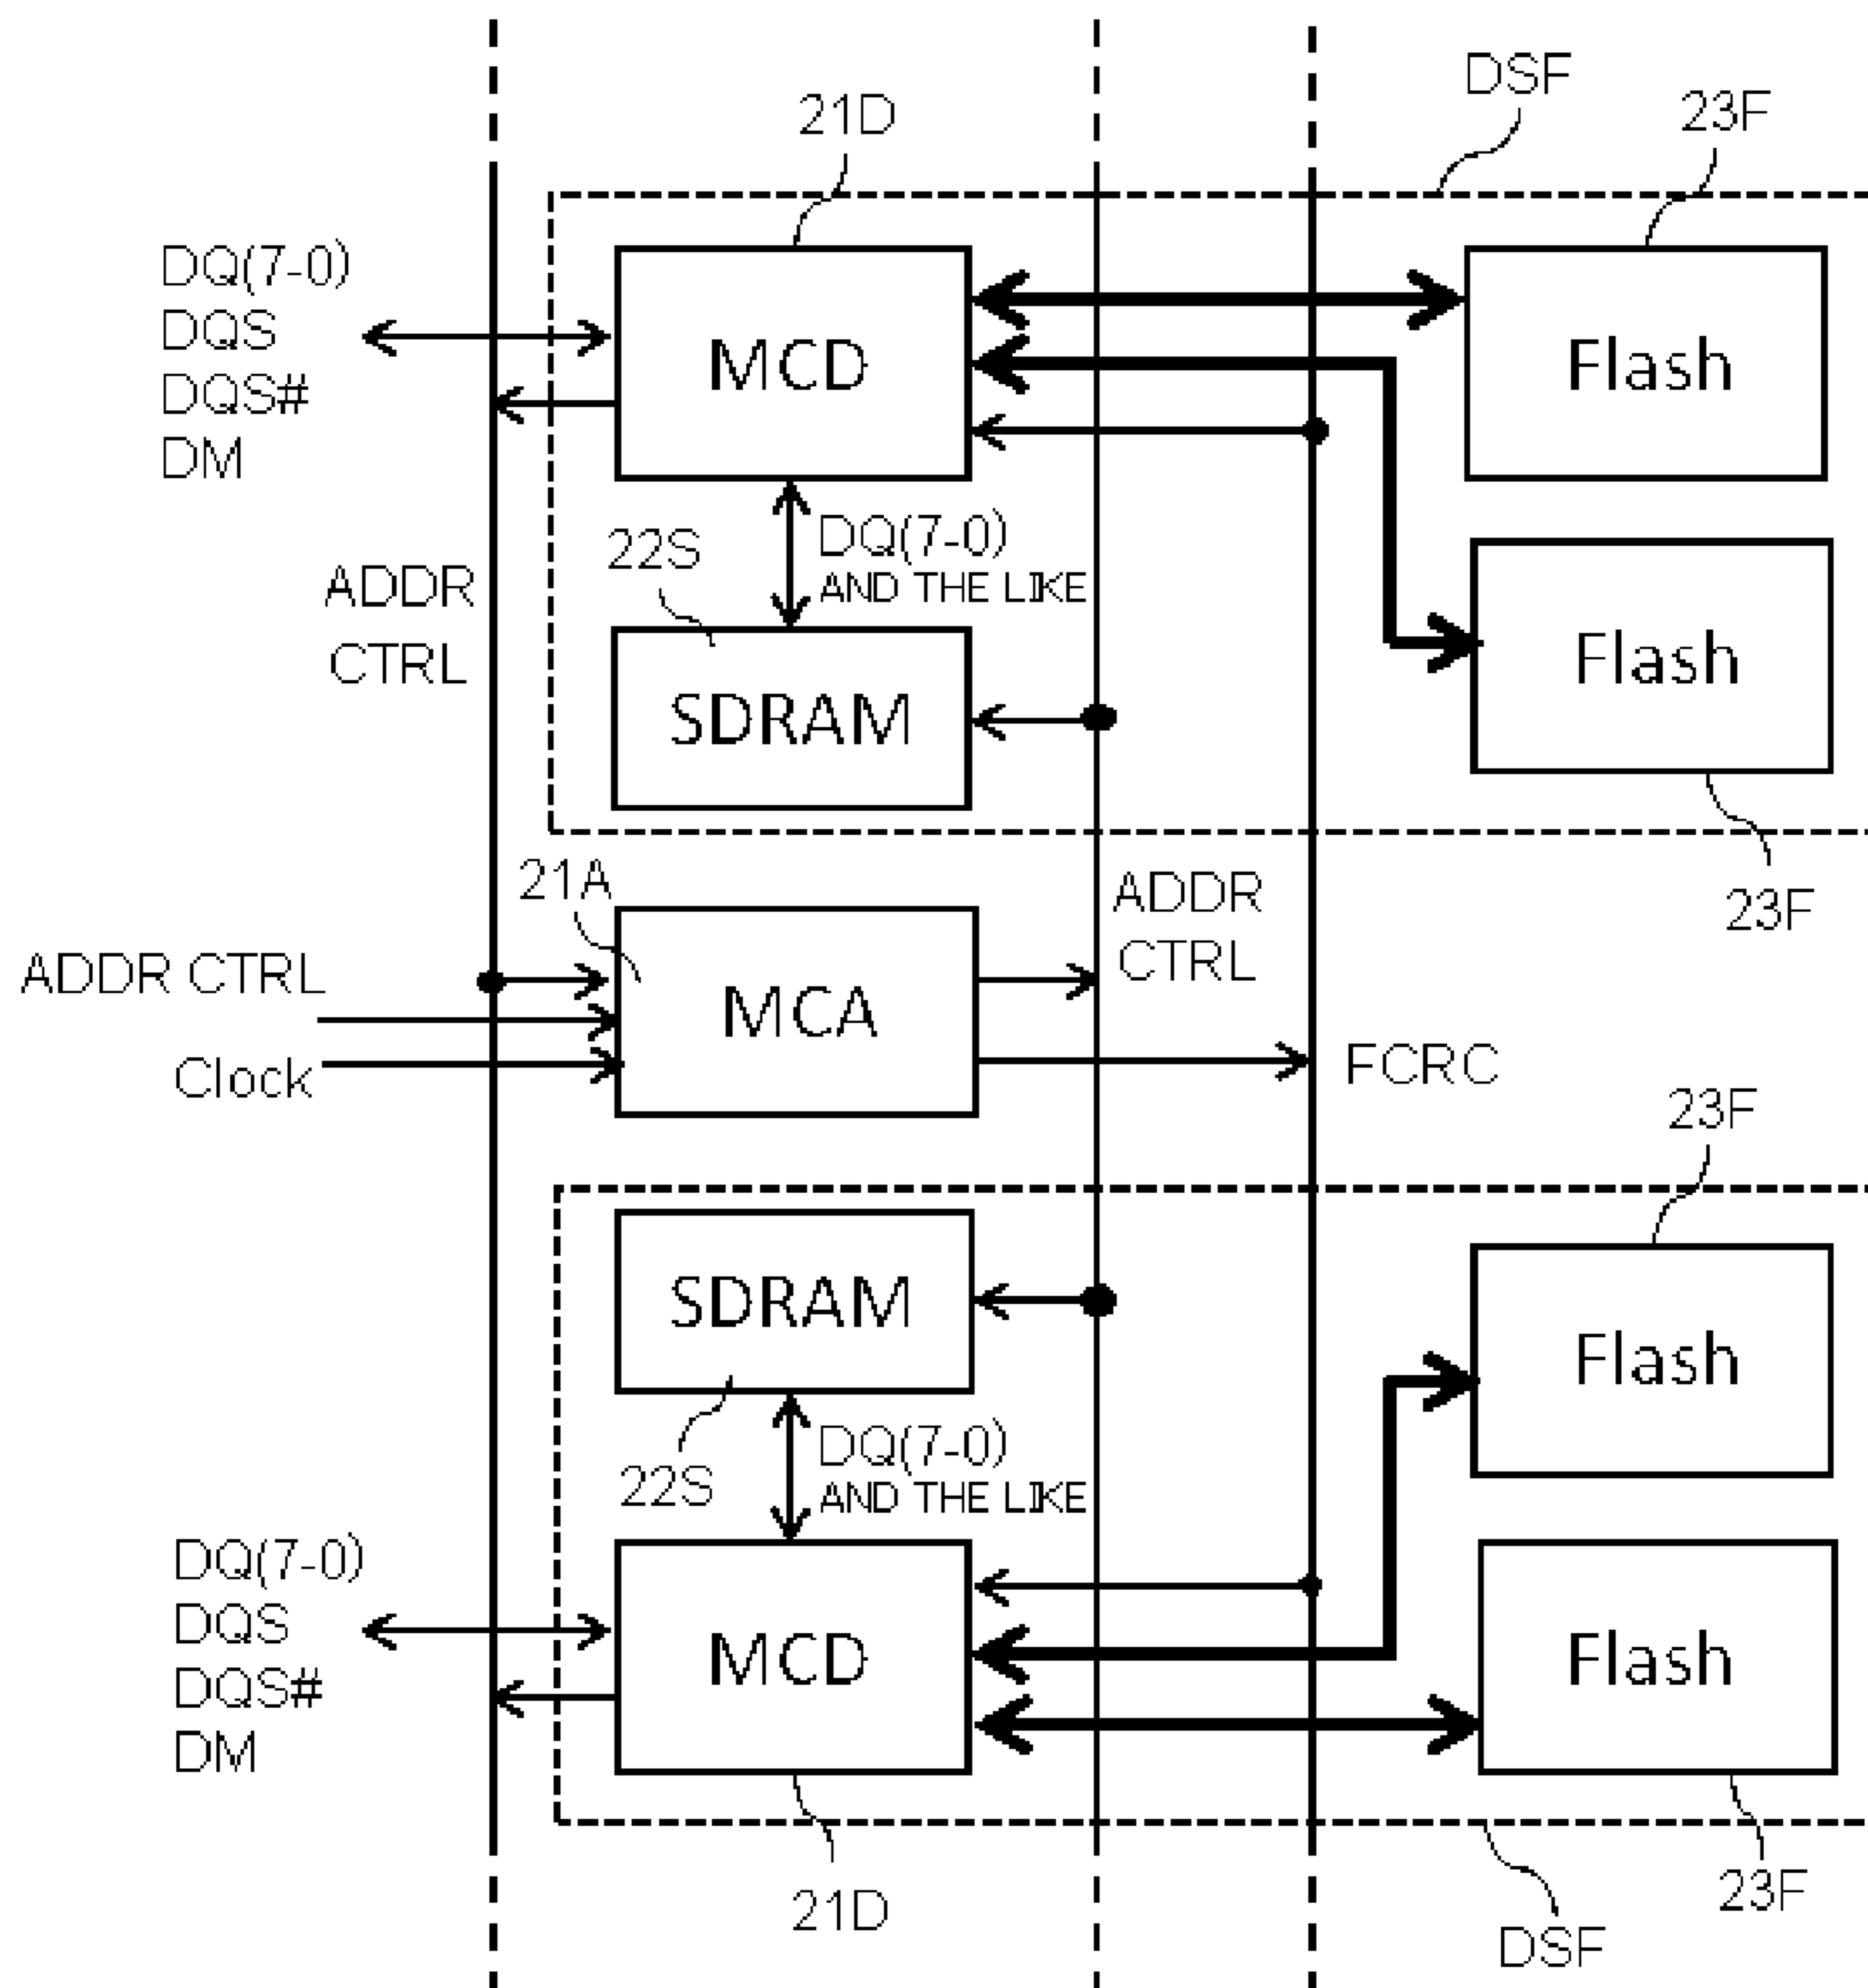 DSF
21D
23F
DQ(7-0)
DQS
DQS#
DM
MCD
Flash
22S
DQ(7-0)
AND THE LIKE
ADDR
CTRL
SDRAM
Flash
21A
ADDR
CTRL
23F
ADDR CTRL
MCA
Clock
FCRC
23F
SDRAM
Flash
22S
DQ(7-0)
AND THE LIKE
DQ(7-0)
DQS
DQS#
DM
MCD
Flash
21D
23F
DSF